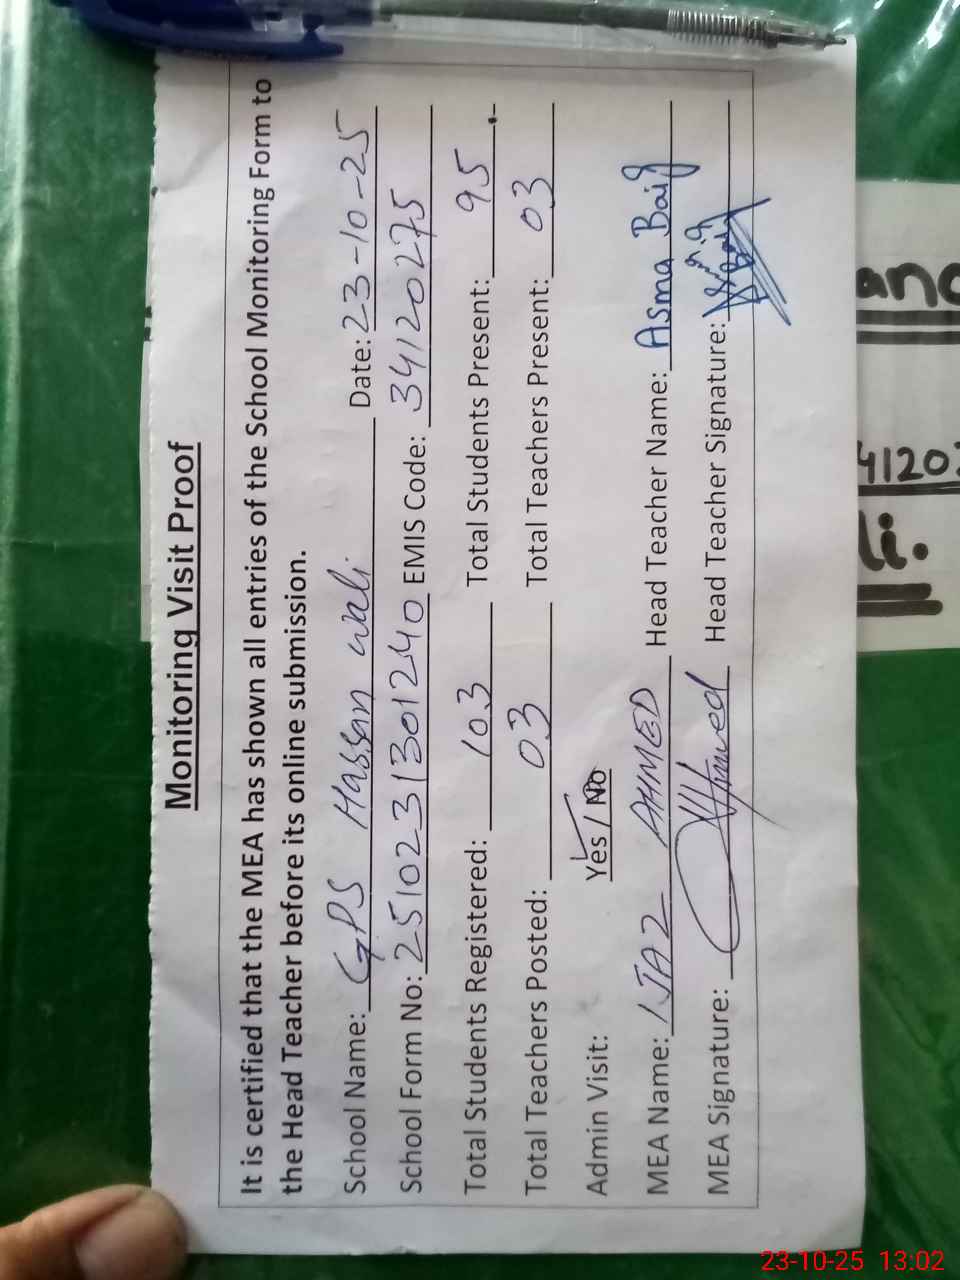 Monitoring Visit Proof
It is certified that the MEA has shown all entries of the School Monitoring Form to
the Head Teacher before its online submission.
School Name: GPS Hassan Wali Date: 23-10-25
School Form No: 251023131301240 EMIS Code: 34120275
Total Students Registered: 103 Total Students Present: 95
Total Teachers Posted: 03 Total Teachers Present: 03
Admin Visit: Yes / No
MEA Name: IJAZ AHMED Head Teacher Name: Asma Baig
MEA Signature: Ahmed Head Teacher Signature:
and
4120
li.
23-10-25 13:02